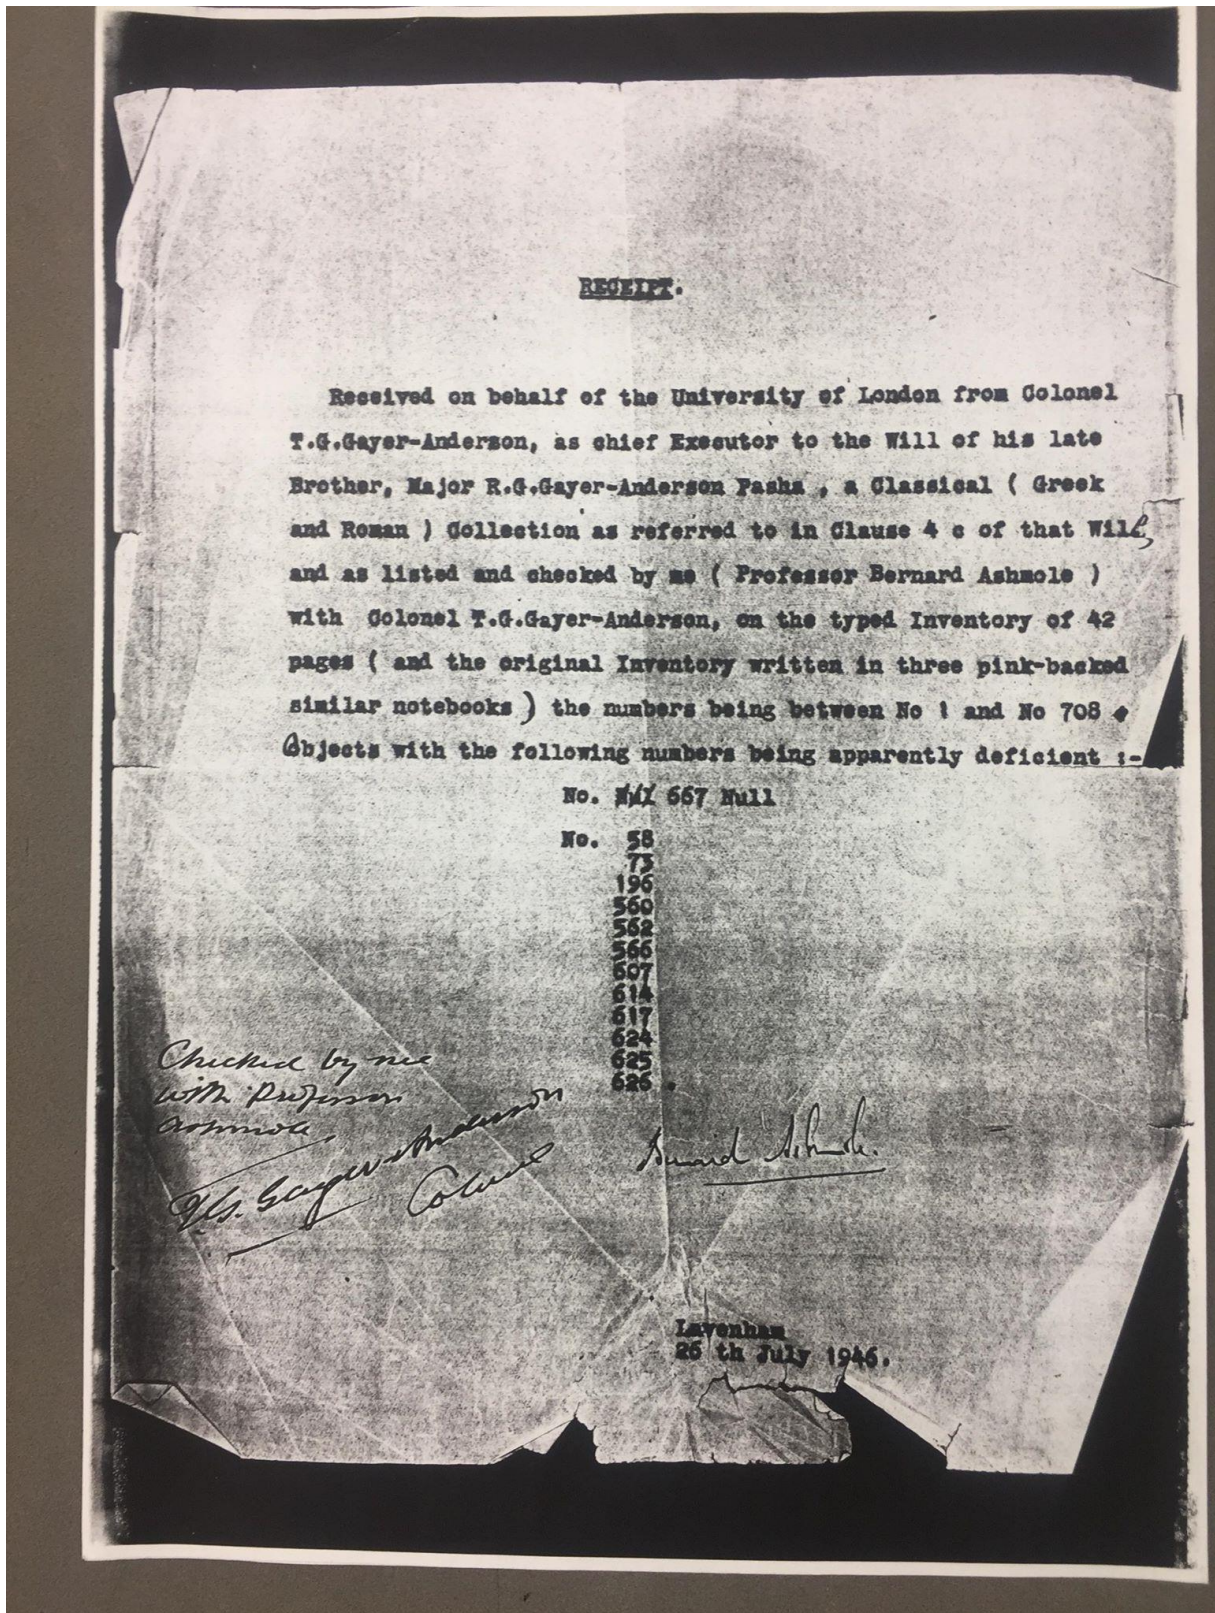 RECEIPT.
Received on behalf of the University of London from Colonel
T.G.Gayer-Anderson, as chief Executor to the Will of his late
Brother, Major R.G.Gayer-Anderson Pasha , a Classical ( Greek
and Roman ) Collection as referred to in Clause 4 c of that Will,
and as listed and checked by me ( Professor Bernard Ashmole )
with Colonel T.G.Gayer-Anderson, on the typed Inventory of 42
pages ( and the original Inventory written in three pink-backed
similar notebooks ) the numbers being between No 1 and No 708 .
Objects with the following numbers being apparently deficient :-
No. 667 Null
No. 58
73
196
560
562
566
607
614
617
624
625
626 .
Checked by me
with Professor
Ashmole.
T.G. Gayer-Anderson
Colonel
Bernard Ashmole.
Lavenham
26 th July 1946.